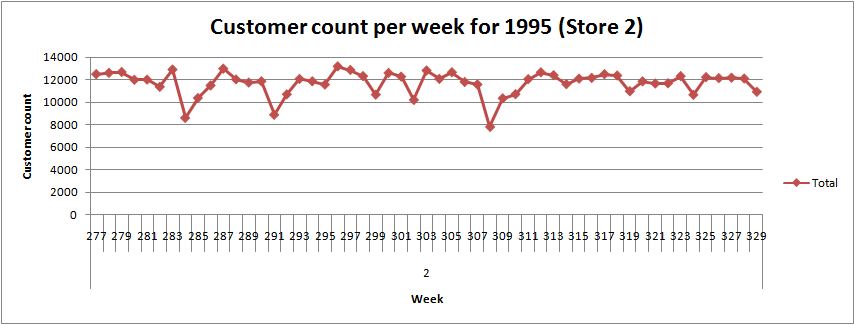 Customer count per week for 1995 (Store 2)
14000
12000
10000
8000
6000
4000
2000
0
Customer count
Total
277 279 281 283 285 287 289 291 293 295 297 299 301 303 305 307 309 311 313 315 317 319 321 323 325 327 329
2
Week